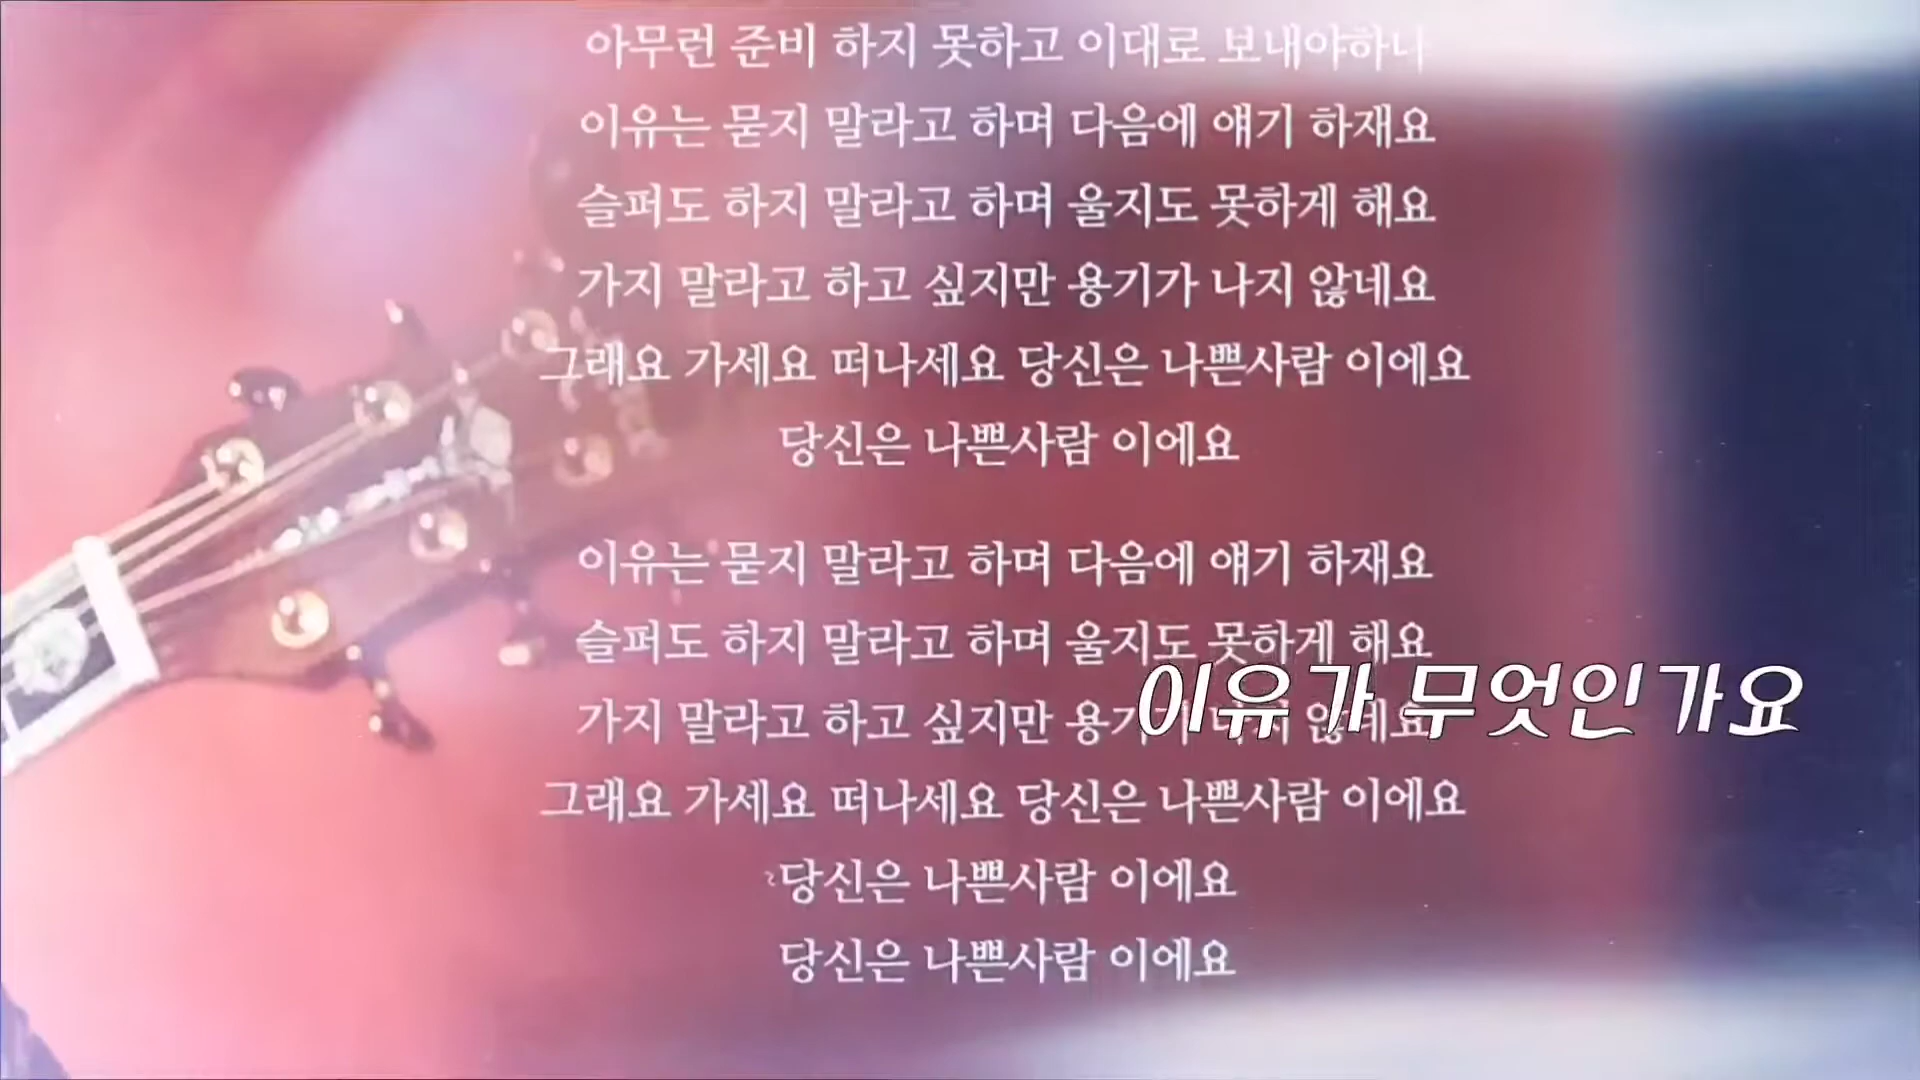 아무런 준비 하지 못하고 이대로 보내야하나
이유는 묻지 말라고 하며 다음에 얘기 하재요
슬퍼도 하지 말라고 하며 울지도 못하게 해요
가지 말라고 하고 싶지만 용기가 나지 않네요
그래요 가세요 떠나세요 당신은 나쁜사람 이에요
당신은 나쁜사람 이에요
이유는 묻지 말라고 하며 다음에 얘기 하재요
슬퍼도 하지 말라고 하며 울지도 못하게 해요
가지 말라고 하고 싶지만 용기가 나지 않네요
이유가 무엇인가요
그래요 가세요 떠나세요 당신은 나쁜사람 이에요
당신은 나쁜사람 이에요
당신은 나쁜사람 이에요